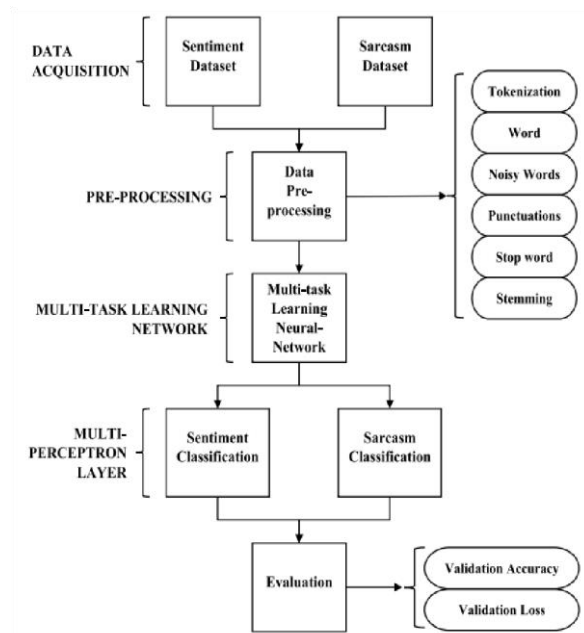 DATA
ACQUISITION
Sentiment
Dataset
Sarcasm
Dataset
Tokenization
Word
Noisy Words
Punctuations
Stop word
Stemming
PRE-PROCESSING
Data
Pre-
processing
MULTI-TASK LEARNING
NETWORK
Multi-task
Learning
Neural-
Network
MULTI-
PERCEPTRON
LAYER
Sentiment
Classification
Sarcasm
Classification
Evaluation
Validation Accuracy
Validation Loss